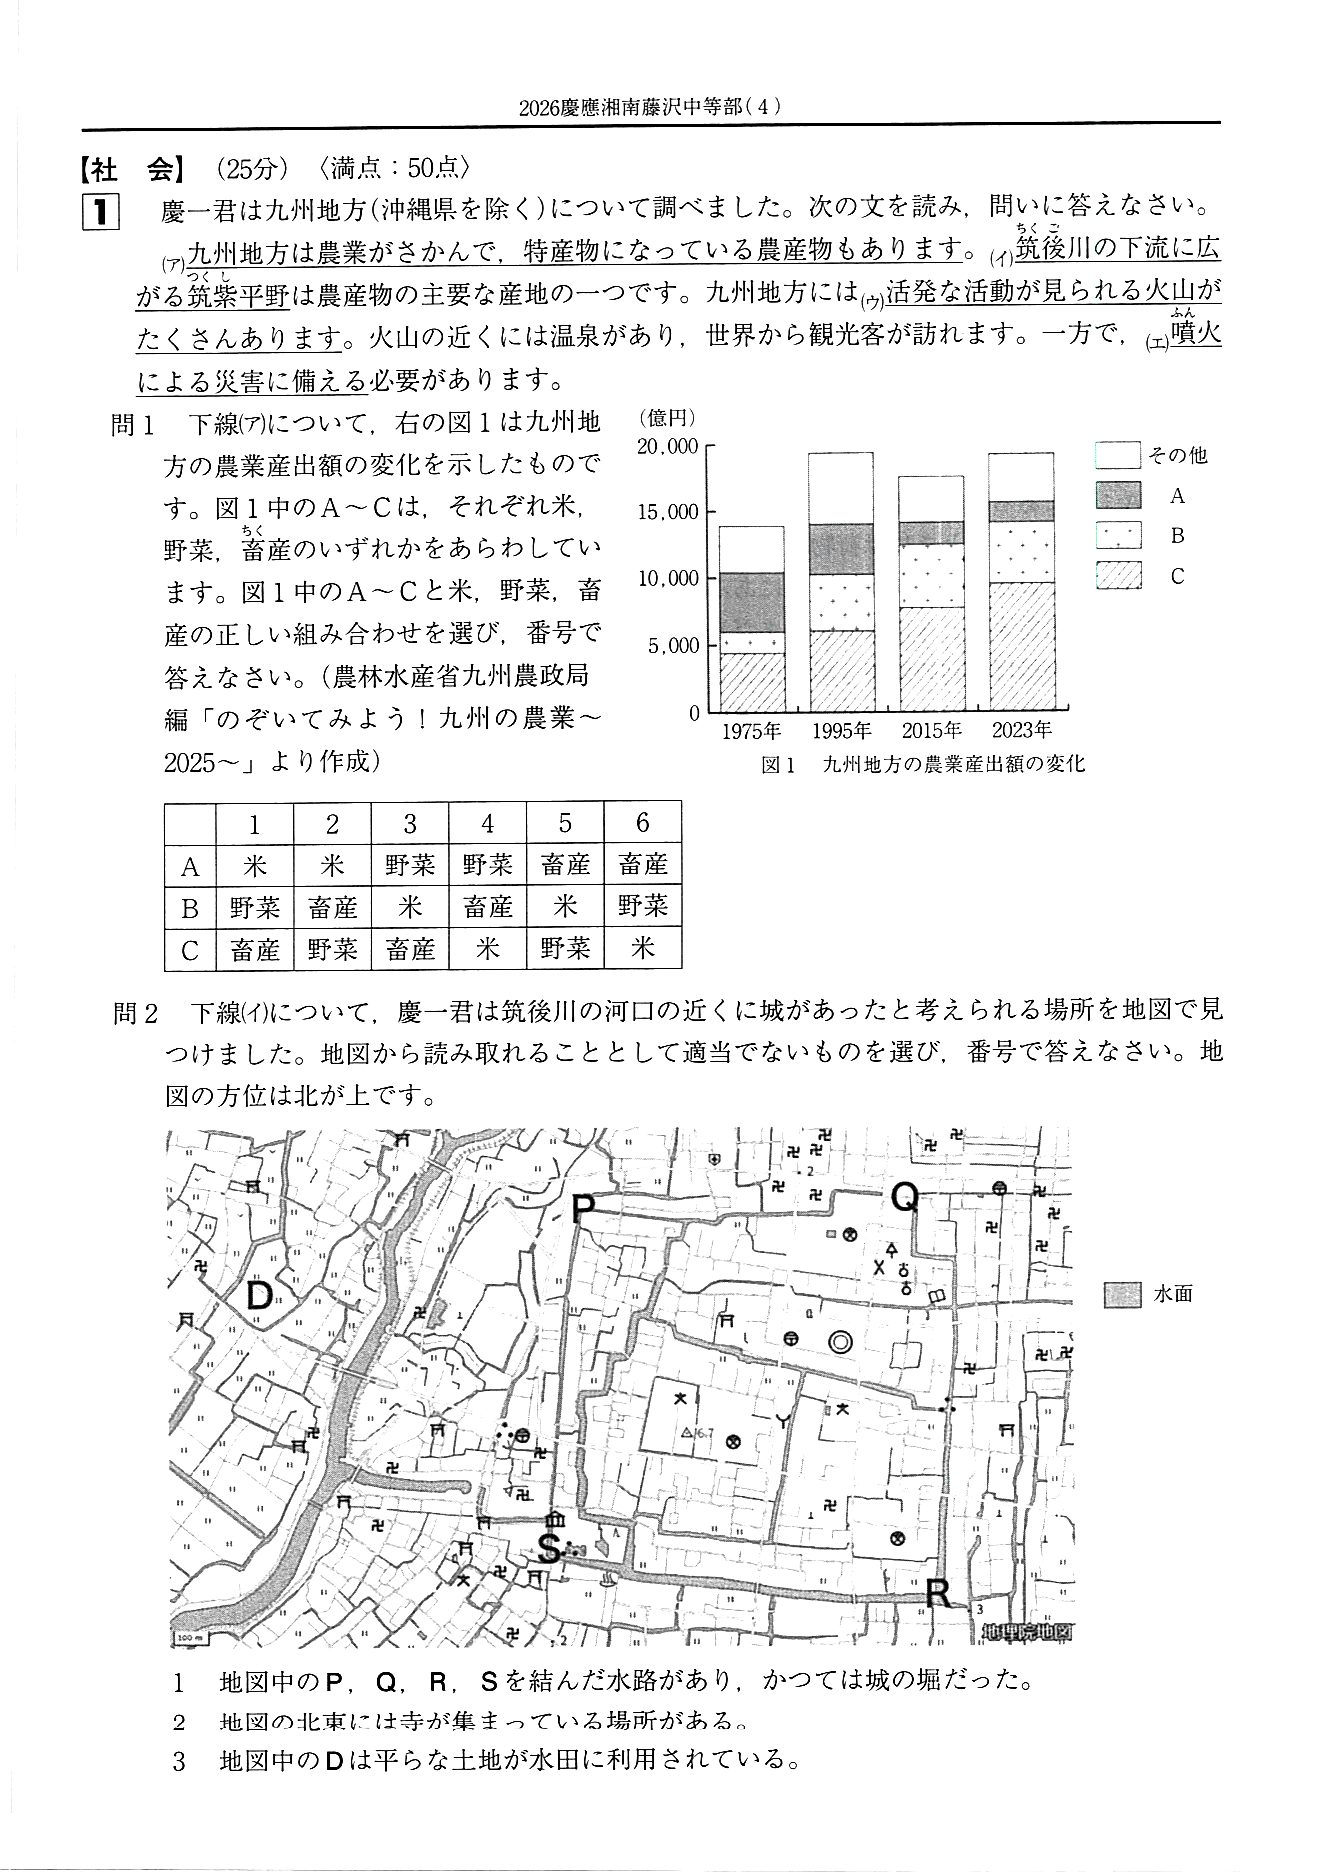 2026慶應湘南藤沢中等部(4)
【社　会】（25分）〈満点：50点〉
1　慶一君は九州地方(沖縄県を除く)について調べました。次の文を読み，問いに答えなさい。
(ア)九州地方は農業がさかんで，特産物になっている農産物もあります。(イ)筑後川の下流に広
ちくご
がる筑紫平野は農産物の主要な産地の一つです。九州地方には(ウ)活発な活動が見られる火山が
つくし
たくさんあります。火山の近くには温泉があり，世界から観光客が訪れます。一方で，(エ)噴火
ふん
による災害に備える必要があります。
問1　下線(ア)について，右の図1は九州地
方の農業産出額の変化を示したもので
す。図1中のA～Cは，それぞれ米，
野菜，畜産のいずれかをあらわしてい
ちく
ます。図1中のA～Cと米，野菜，畜
産の正しい組み合わせを選び，番号で
答えなさい。（農林水産省九州農政局
編「のぞいてみよう！九州の農業～
2025～」より作成）
（億円）
20,000
15,000
10,000
5,000
0
1975年　1995年　2015年　2023年
その他
A
B
C
図1　九州地方の農業産出額の変化
1　2　3　4　5　6
A　米　米　野菜　野菜　畜産　畜産
B　野菜　畜産　米　畜産　米　野菜
C　畜産　野菜　畜産　米　野菜　米
問2　下線(イ)について，慶一君は筑後川の河口の近くに城があったと考えられる場所を地図で見
つけました。地図から読み取れることとして適当でないものを選び，番号で答えなさい。地
図の方位は北が上です。
P
Q
D
S
R
2
6.7
3
2
100 m
地理院地図
水面
1　地図中のP，Q，R，Sを結んだ水路があり，かつては城の堀だった。
2　地図の北東には寺が集まっている場所がある。
3　地図中のDは平らな土地が水田に利用されている。